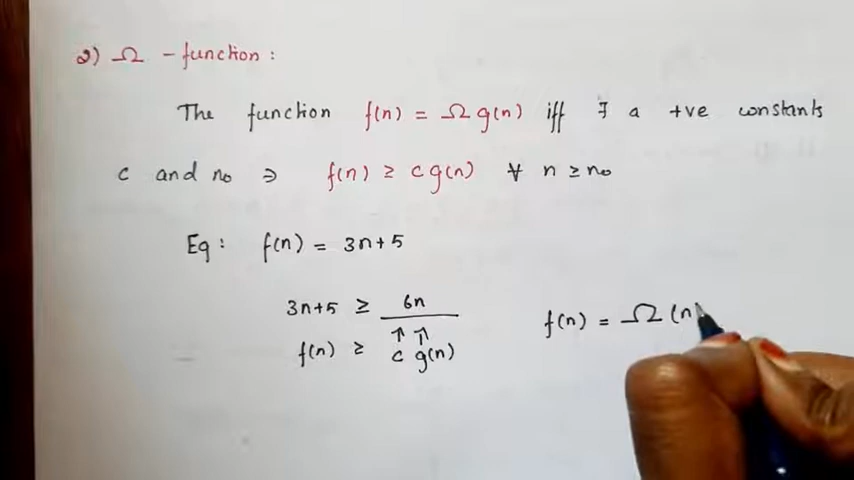 2) Ω - function :
The function f(n) = Ω g(n) iff ∃ a +ve constants
c and n₀ ∋ f(n) ≥ c g(n) ∀ n ≥ n₀
Eg : f(n) = 3n+5
3n+5 ≥ 6n
↑ ↑
f(n) ≥ c g(n)
f(n) = Ω (n)